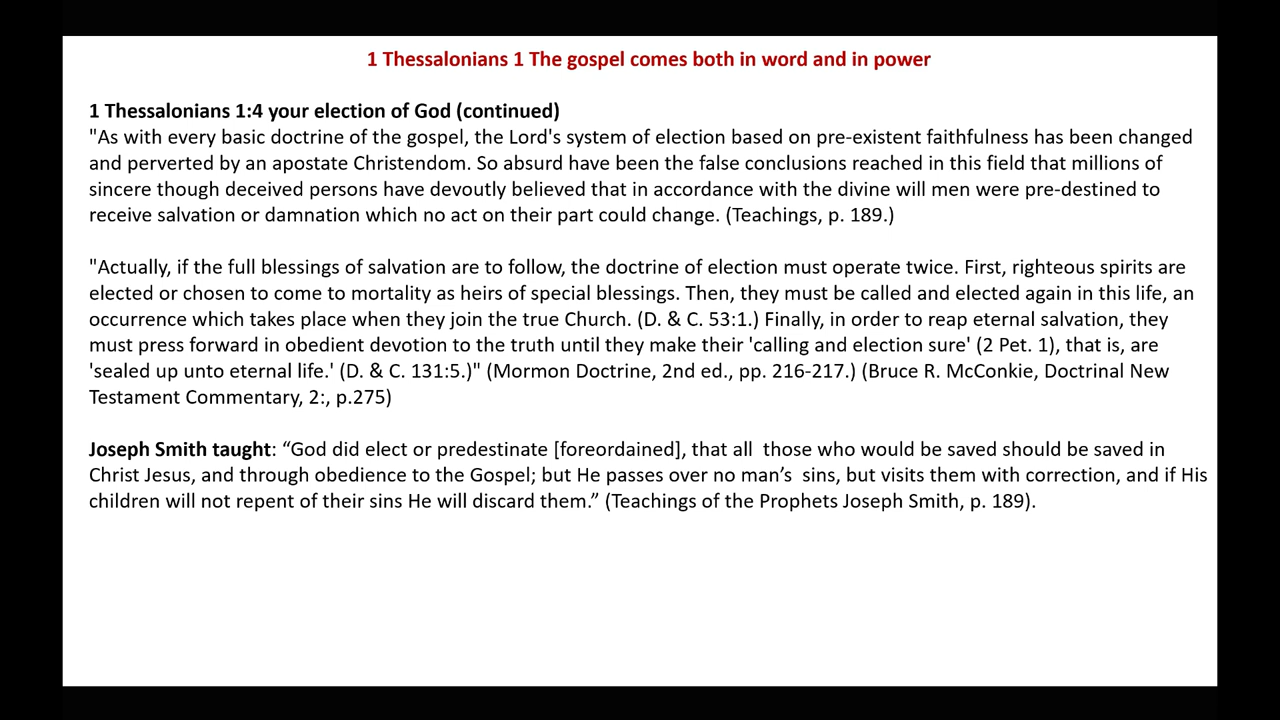 1 Thessalonians 1 The gospel comes both in word and in power
1 Thessalonians 1:4 your election of God (continued)
"As with every basic doctrine of the gospel, the Lord's system of election based on pre-existent faithfulness has been changed
and perverted by an apostate Christendom. So absurd have been the false conclusions reached in this field that millions of
sincere though deceived persons have devoutly believed that in accordance with the divine will men were pre-destined to
receive salvation or damnation which no act on their part could change. (Teachings, p. 189.)
"Actually, if the full blessings of salvation are to follow, the doctrine of election must operate twice. First, righteous spirits are
elected or chosen to come to mortality as heirs of special blessings. Then, they must be called and elected again in this life, an
occurrence which takes place when they join the true Church. (D. & C. 53:1.) Finally, in order to reap eternal salvation, they
must press forward in obedient devotion to the truth until they make their 'calling and election sure' (2 Pet. 1), that is, are
'sealed up unto eternal life.' (D. & C. 131:5.)" (Mormon Doctrine, 2nd ed., pp. 216-217.) (Bruce R. McConkie, Doctrinal New
Testament Commentary, 2:, p.275)
Joseph Smith taught: “God did elect or predestinate [foreordained], that all  those who would be saved should be saved in
Christ Jesus, and through obedience to the Gospel; but He passes over no man’s  sins, but visits them with correction, and if His
children will not repent of their sins He will discard them.” (Teachings of the Prophets Joseph Smith, p. 189).